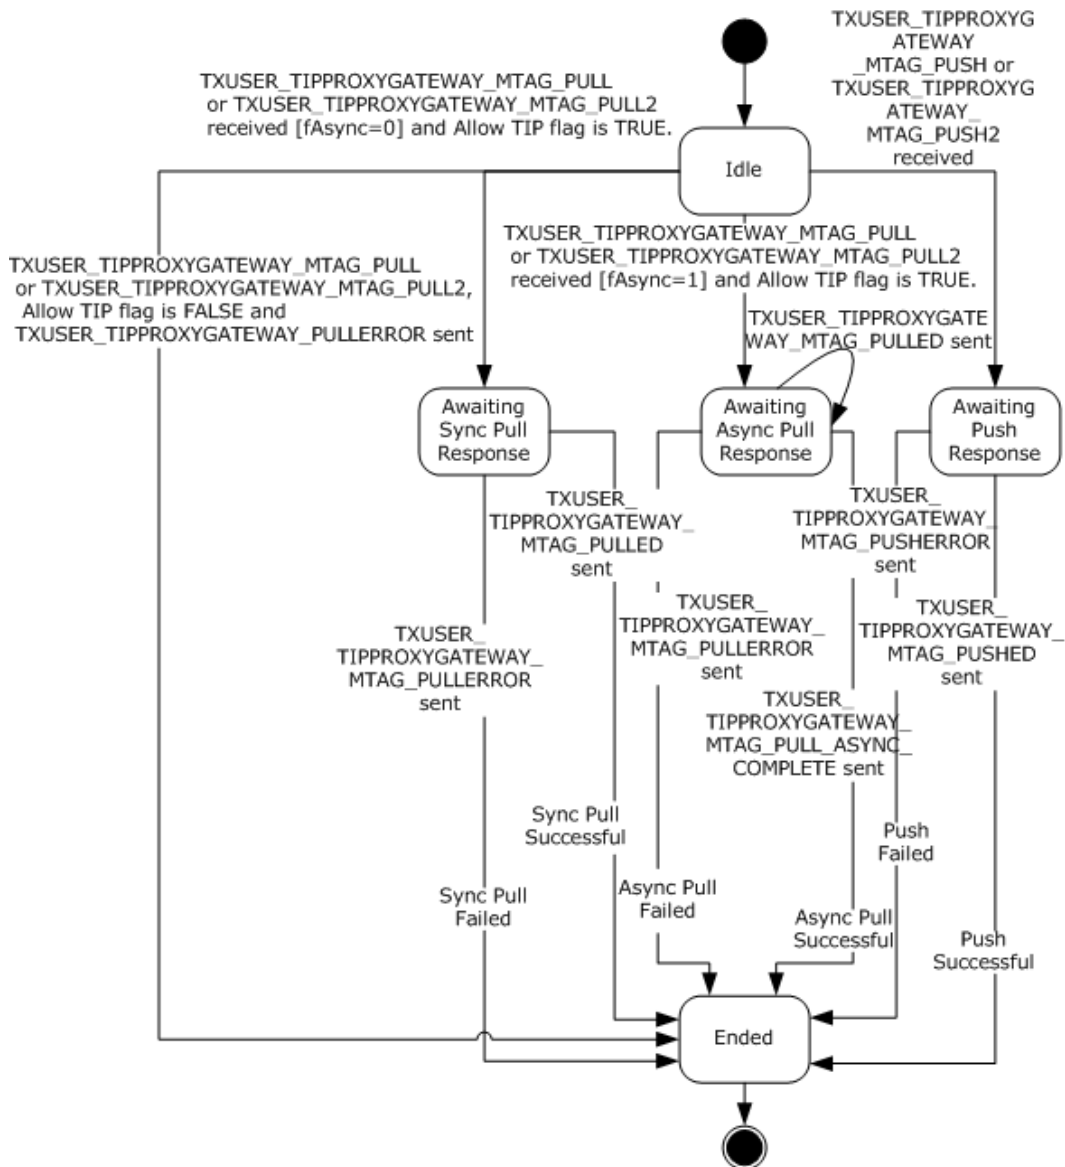 TXUSER_TIPPROXYG
ATEWAY
_MTAG_PUSH or
TXUSER_TIPPROXYG
ATEWAY_
MTAG_PUSH2
received
TXUSER_TIPPROXYGATEWAY_MTAG_PULL
or TXUSER_TIPPROXYGATEWAY_MTAG_PULL2
received [fAsync=0] and Allow TIP flag is TRUE.
Idle
TXUSER_TIPPROXYGATEWAY_MTAG_PULL
or TXUSER_TIPPROXYGATEWAY_MTAG_PULL2
received [fAsync=1] and Allow TIP flag is TRUE.
TXUSER_TIPPROXYGATEWAY_MTAG_PULL
or TXUSER_TIPPROXYGATEWAY_MTAG_PULL2,
Allow TIP flag is FALSE and
TXUSER_TIPPROXYGATEWAY_PULLERROR sent
TXUSER_TIPPROXYGATE
WAY_MTAG_PULLED sent
Awaiting
Sync Pull
Response
Awaiting
Async Pull
Response
Awaiting
Push
Response
TXUSER_
TIPPROXYGATEWAY_
MTAG_PULLED
sent
TXUSER_
TIPPROXYGATEWAY_
MTAG_PUSHERROR
sent
TXUSER_
TIPPROXYGATEWAY_
MTAG_PULLERROR
sent
TXUSER_
TIPPROXYGATEWAY_
MTAG_PULLERROR
sent
TXUSER_
TIPPROXYGATEWAY_
MTAG_PUSHED
sent
TXUSER_
TIPPROXYGATEWAY_
MTAG_PULL_ASYNC_
COMPLETE sent
Sync Pull
Successful
Push
Failed
Sync Pull
Failed
Async Pull
Failed
Async Pull
Successful
Push
Successful
Ended